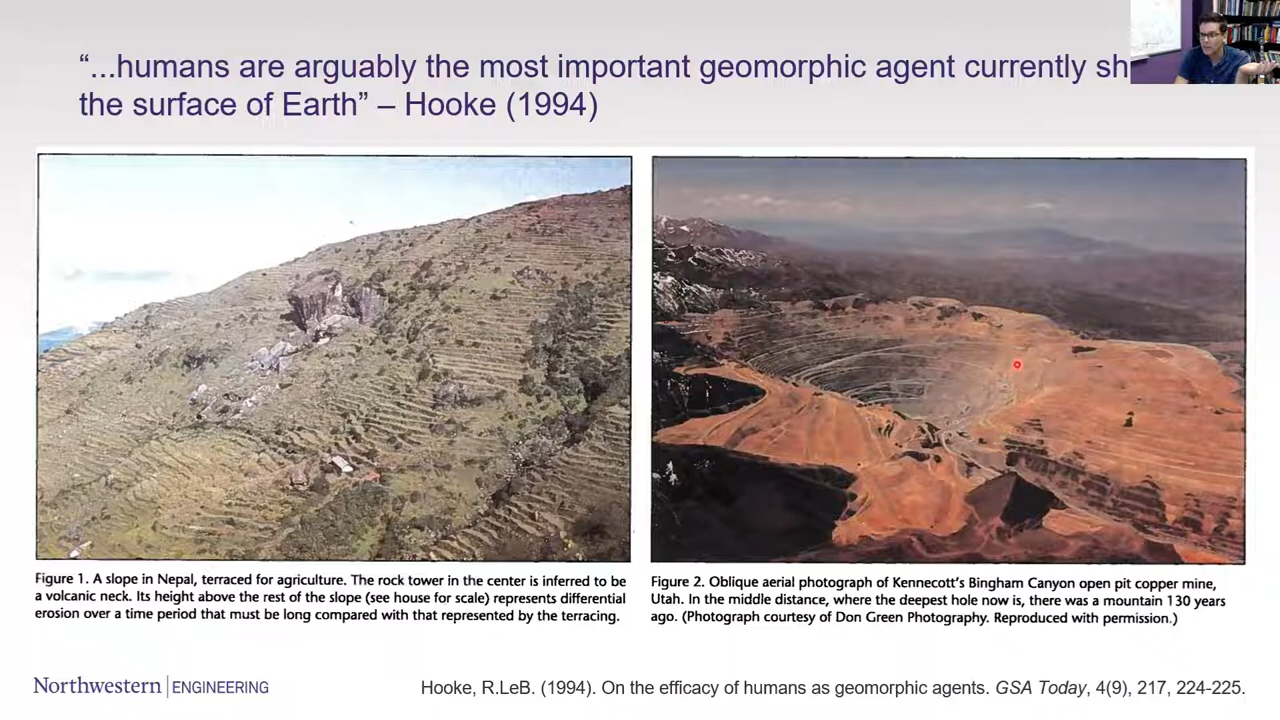 “...humans are arguably the most important geomorphic agent currently sh
the surface of Earth” – Hooke (1994)
Figure 1. A slope in Nepal, terraced for agriculture. The rock tower in the center is inferred to be
a volcanic neck. Its height above the rest of the slope (see house for scale) represents differential
erosion over a time period that must be long compared with that represented by the terracing.
Figure 2. Oblique aerial photograph of Kennecott's Bingham Canyon open pit copper mine,
Utah. In the middle distance, where the deepest hole now is, there was a mountain 130 years
ago. (Photograph courtesy of Don Green Photography. Reproduced with permission.)
Northwestern | ENGINEERING
Hooke, R.LeB. (1994). On the efficacy of humans as geomorphic agents. GSA Today, 4(9), 217, 224-225.